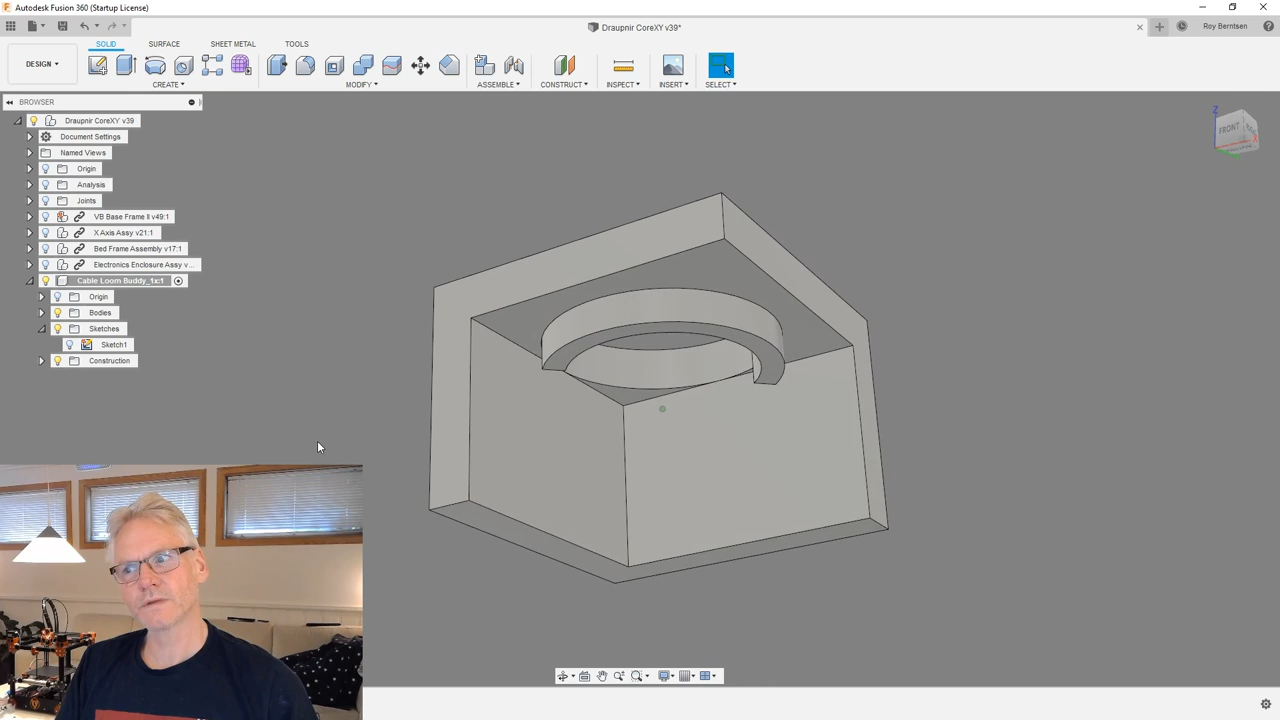 Autodesk Fusion 360 (Startup License)
Draupnir CoreXY v39*
Roy Berntsen
DESIGN
SOLID
SURFACE
SHEET METAL
TOOLS
CREATE
MODIFY
ASSEMBLE
CONSTRUCT
INSPECT
INSERT
SELECT
BROWSER
Draupnir CoreXY v39
Document Settings
Named Views
Origin
Analysis
Joints
VB Base Frame II v49:1
X Axis Assy v21:1
Bed Frame Assembly v17:1
Electronics Enclosure Assy v...
Cable Loom Buddy_1x:1
Origin
Bodies
Sketches
Sketch1
Construction
Z
FRONT
X